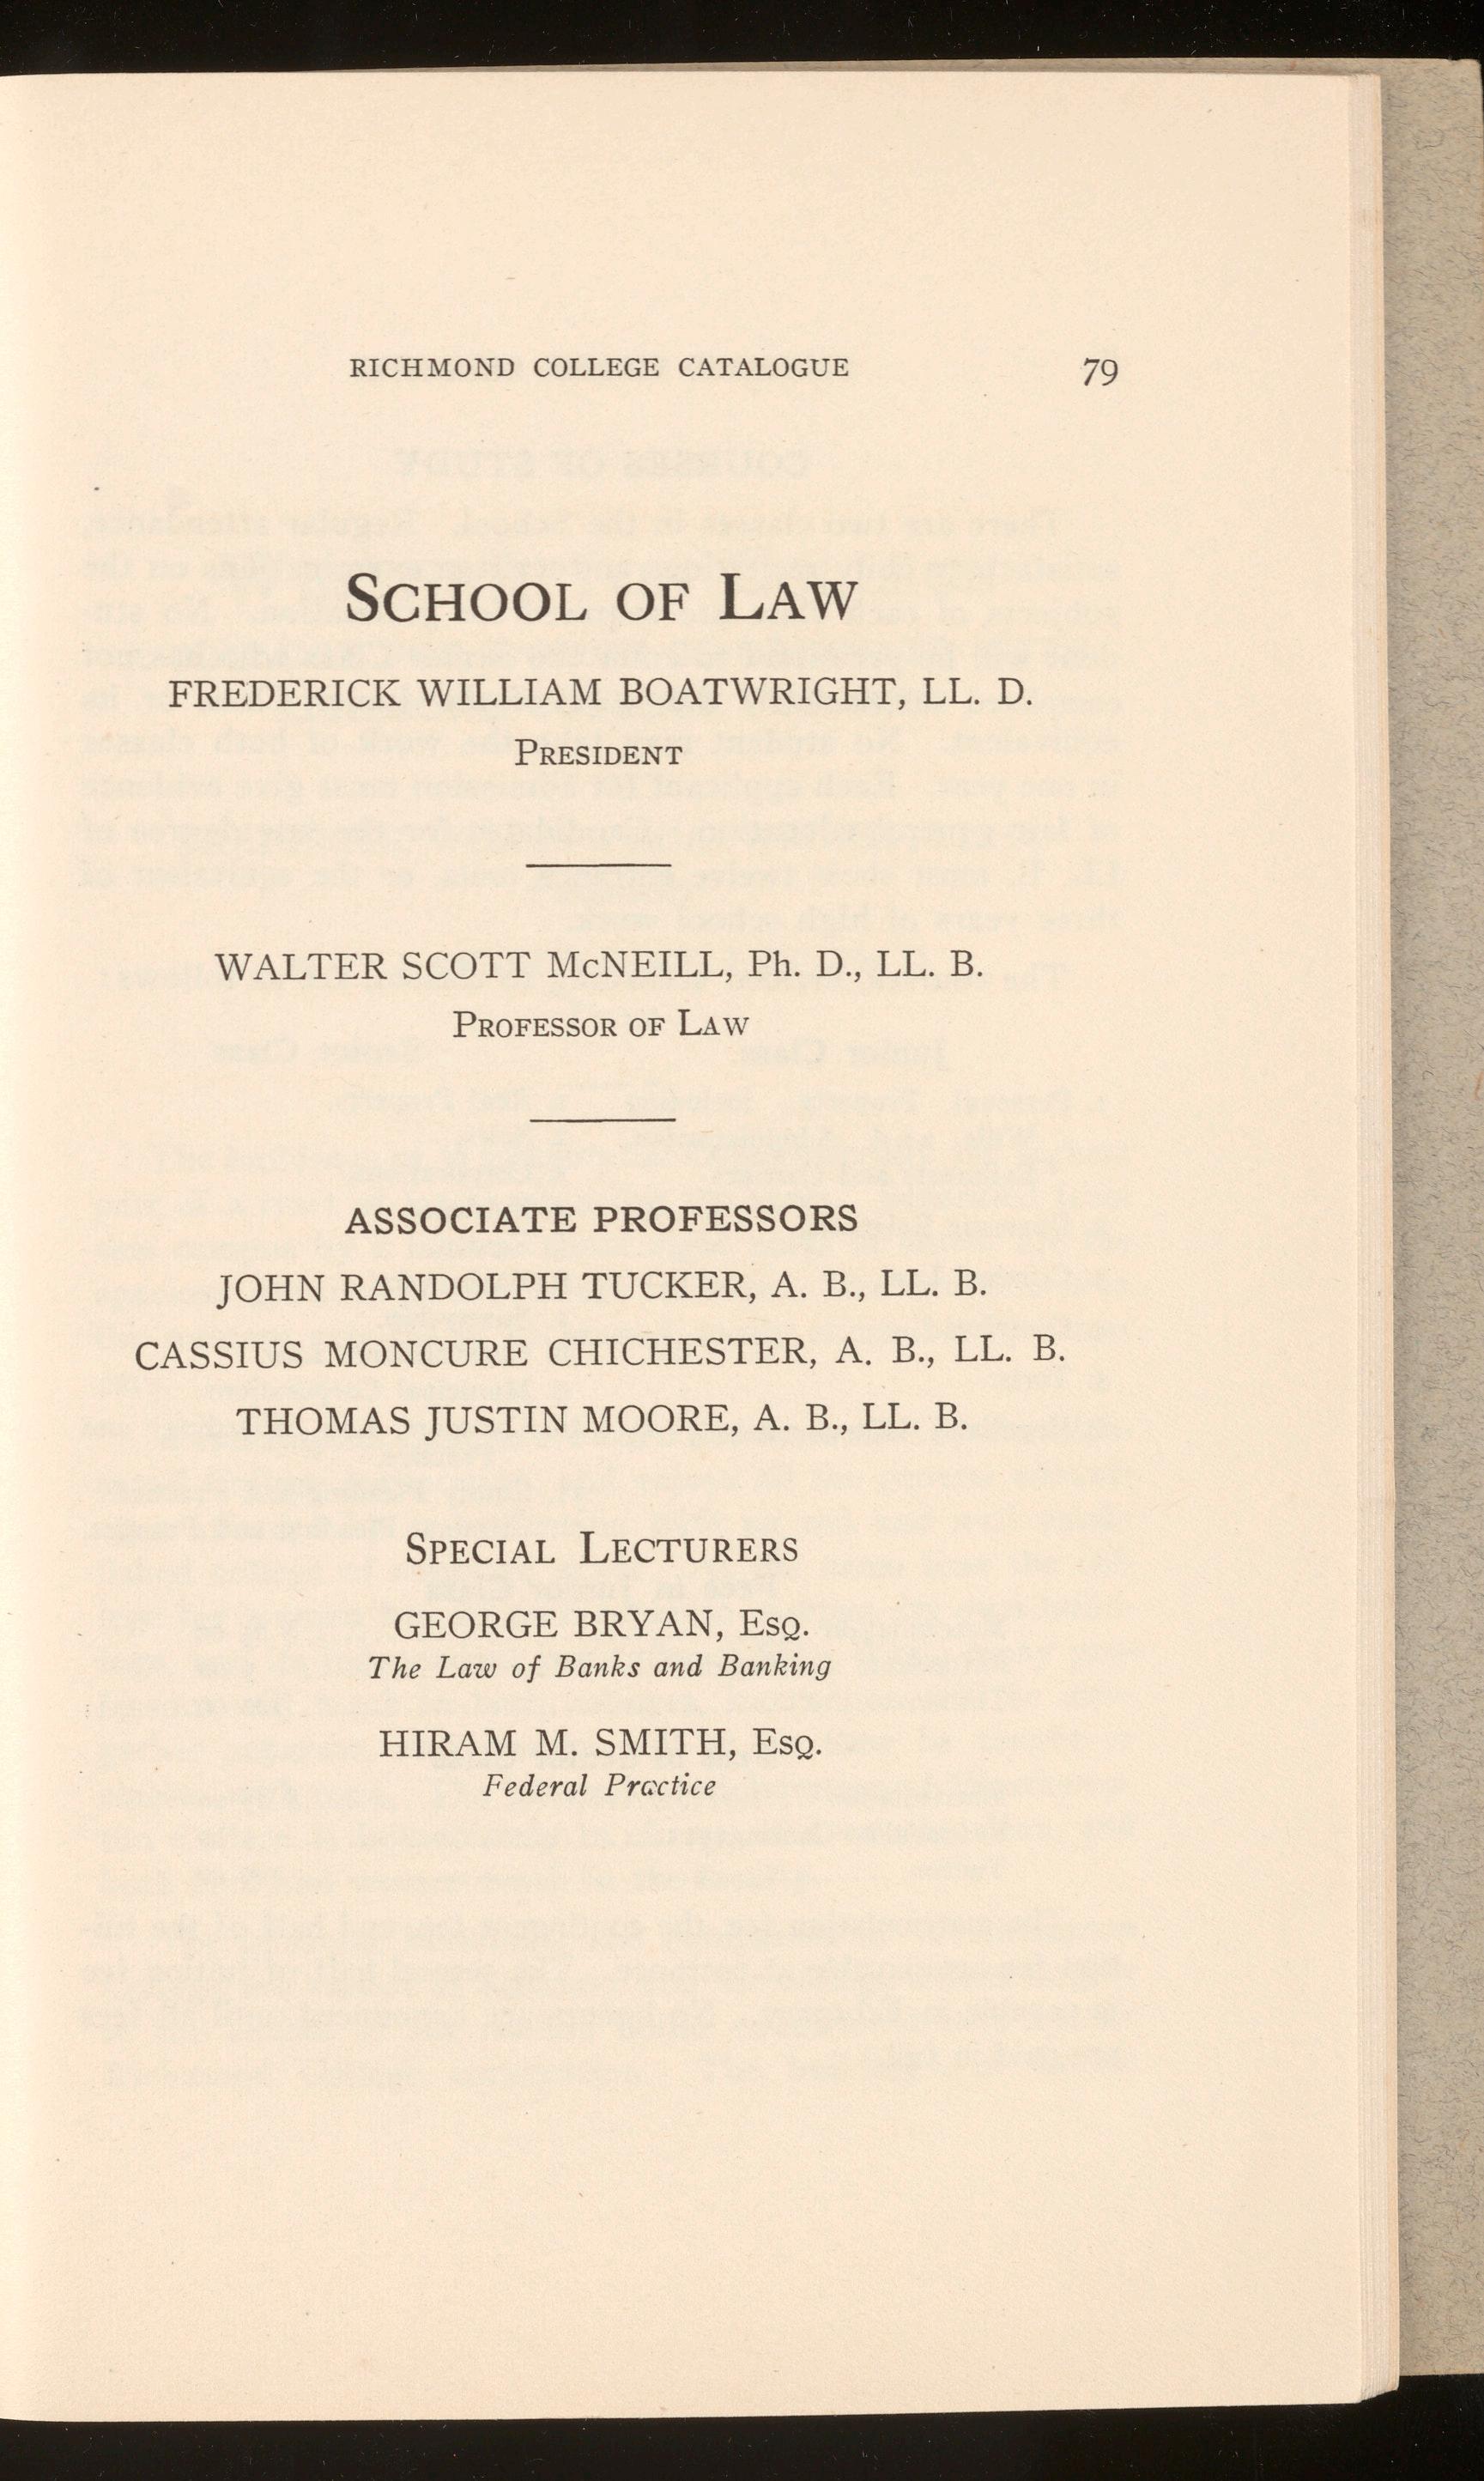 RICHMOND COLLEGE CATALOGUE 79
SCHOOL OF LAW
FREDERICK WILLIAM BOATWRIGHT, LL. D.
PRESIDENT
WALTER SCOTT McNEILL, Ph. D., LL. B.
PROFESSOR OF LAW
ASSOCIATE PROFESSORS
JOHN RANDOLPH TUCKER, A. B., LL. B.
CASSIUS MONCURE CHICHESTER, A. B., LL. B.
THOMAS JUSTIN MOORE, A. B., LL. B.
SPECIAL LECTURERS
GEORGE BRYAN, ESQ.
The Law of Banks and Banking
HIRAM M. SMITH, ESQ.
Federal Practice